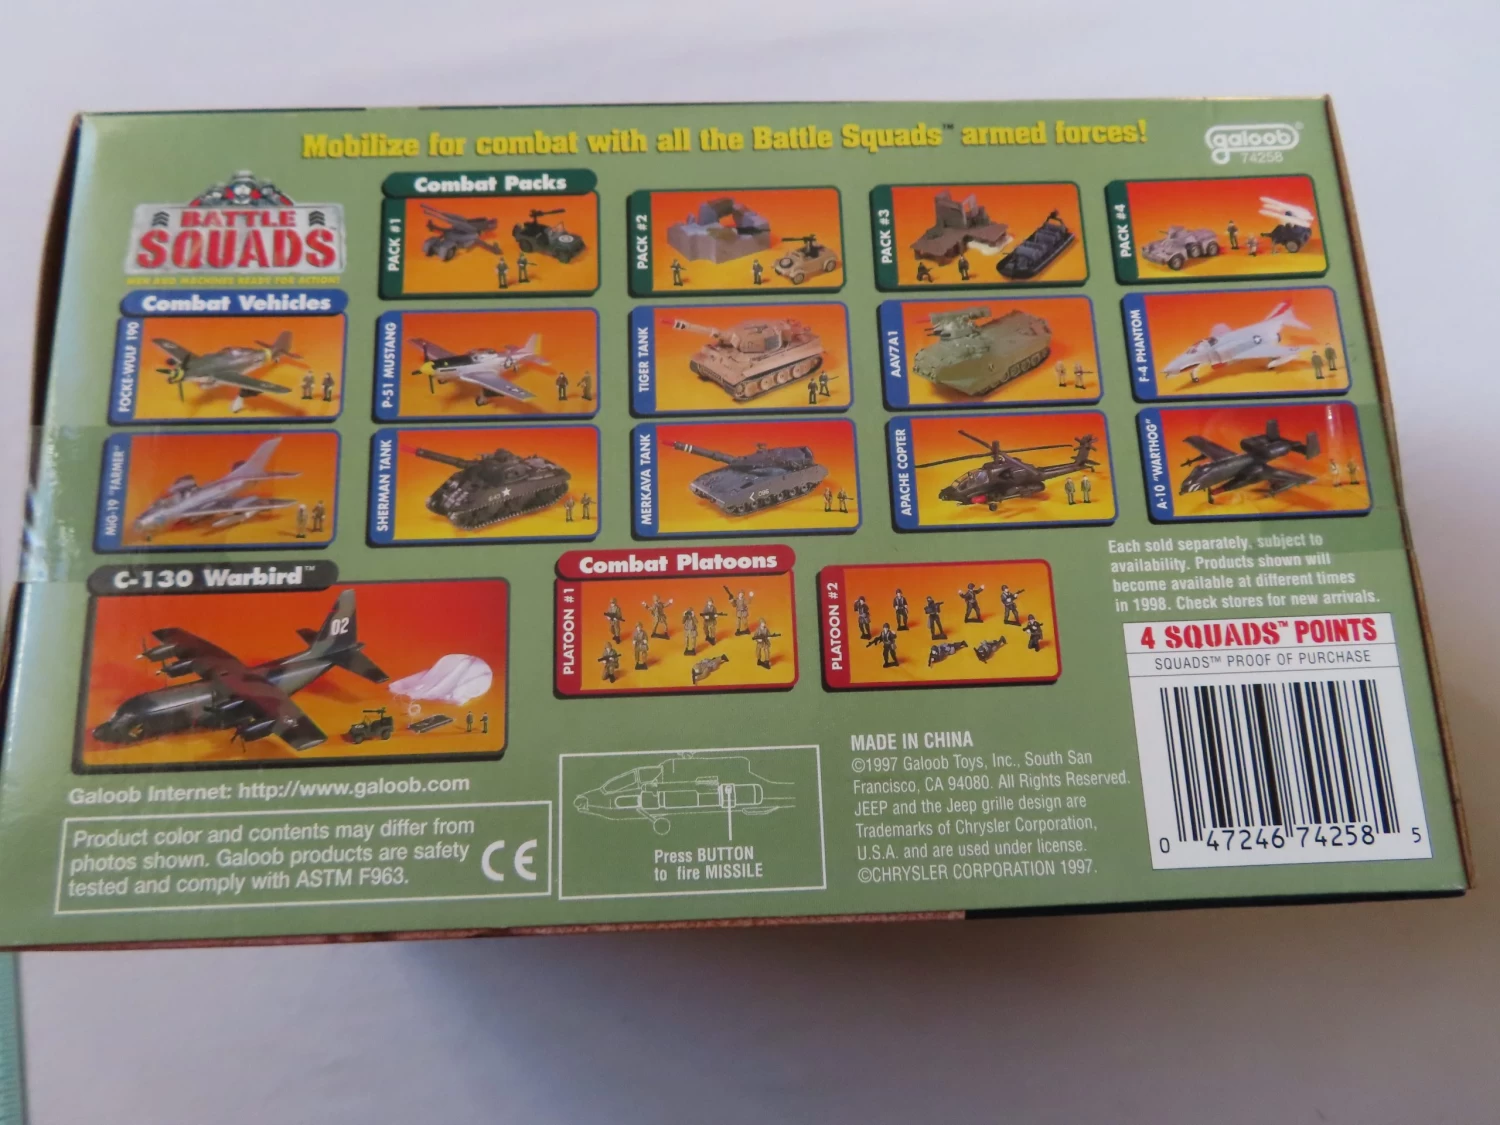 Mobilize for combat with all the Battle Squads™ armed forces!
galoob®
74258
BATTLE
SQUADS
MEN AND MACHINES READY FOR ACTION!
Combat Packs
PACK #1
PACK #2
PACK #3
PACK #4
Combat Vehicles
FOCKE-WULF 190
P-51 MUSTANG
TIGER TANK
AAV7A1
F-4 PHANTOM
MiG-19 "FARMER"
SHERMAN TANK
MERKAVA TANK
APACHE COPTER
A-10 "WARTHOG"
C-130 Warbird™
02
Combat Platoons
PLATOON #1
PLATOON #2
Each sold separately, subject to
availability. Products shown will
become available at different times
in 1998. Check stores for new arrivals.
4 SQUADS™ POINTS
SQUADS™ PROOF OF PURCHASE
0 47246 74258 5
Galoob Internet: http://www.galoob.com
Product color and contents may differ from
photos shown. Galoob products are safety
tested and comply with ASTM F963.
CE
Press BUTTON
to fire MISSILE
MADE IN CHINA
©1997 Galoob Toys, Inc., South San
Francisco, CA 94080. All Rights Reserved.
JEEP and the Jeep grille design are
Trademarks of Chrysler Corporation,
U.S.A. and are used under license.
©CHRYSLER CORPORATION 1997.